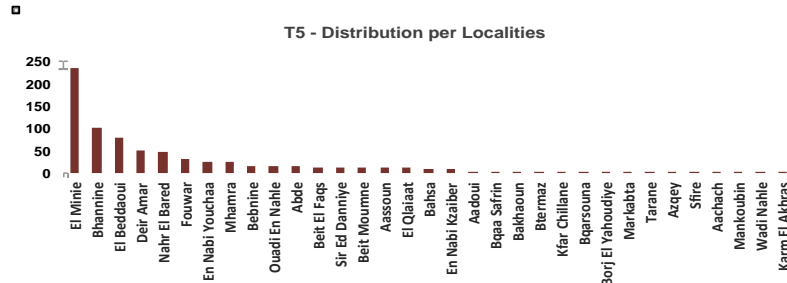 T5 - Distribution per Localities
250
200
150
100
50
0
El Minie
Bhannine
El Beddaoui
Deir Amar
Nahr El Bared
Fouwar
En Nabi Youchaa
Mhamra
Bebnine
Ouadi En Nahle
Abde
Beit El Faqs
Sir Ed Danniye
Beit Moumne
Aassoun
El Qlaiaat
Bahsa
En Nabi Kzaiber
Aadoui
Bqaa Safrin
Bakhaoun
Btermaz
Kfar Chillane
Bqarsouna
Borj El Yahoudiye
Markabta
Tarane
Azqey
Sfire
Aachach
Mankoubin
Wadi Nahle
Karm El Akhras